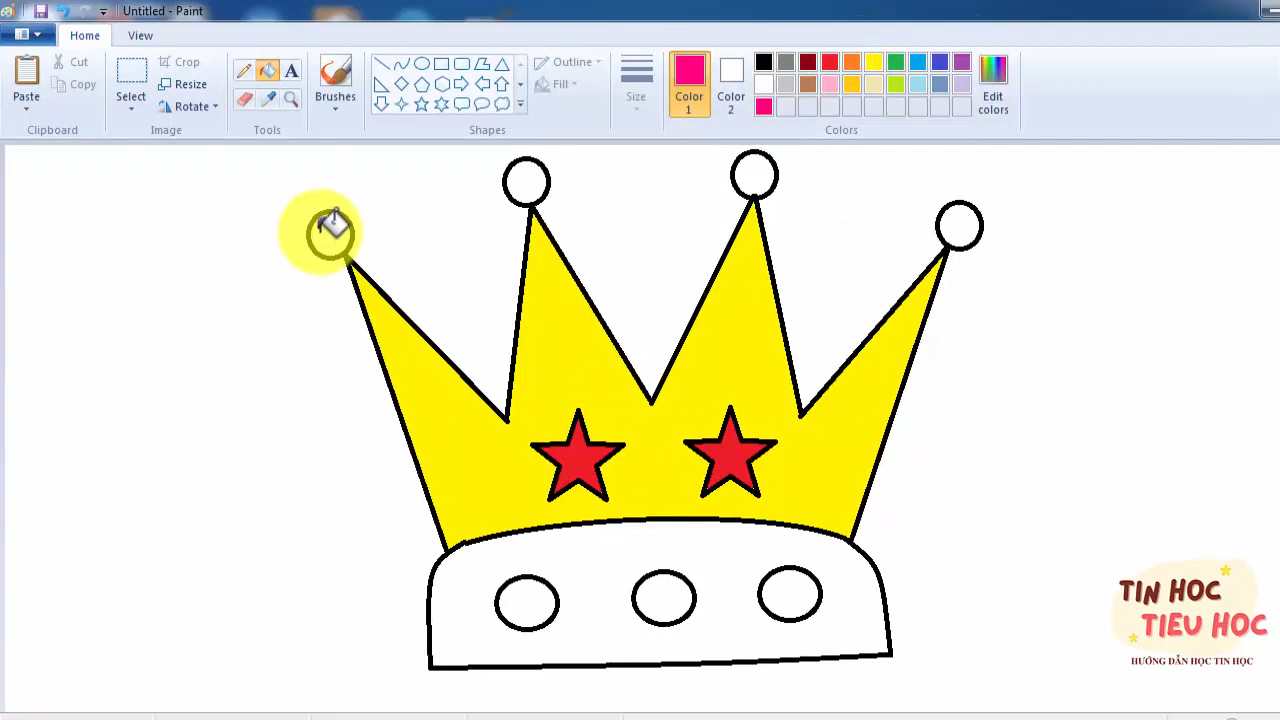 Untitled - Paint
Home View
Paste
Cut
Copy
Clipboard
Select
Crop
Resize
Rotate
Image
A
Tools
Brushes
Outline
Fill
Shapes
Size
Color
1
Color
2
Edit
colors
Colors
TIN HỌC
TIEU HOC
HƯỚNG DẪN HỌC TIN HỌC